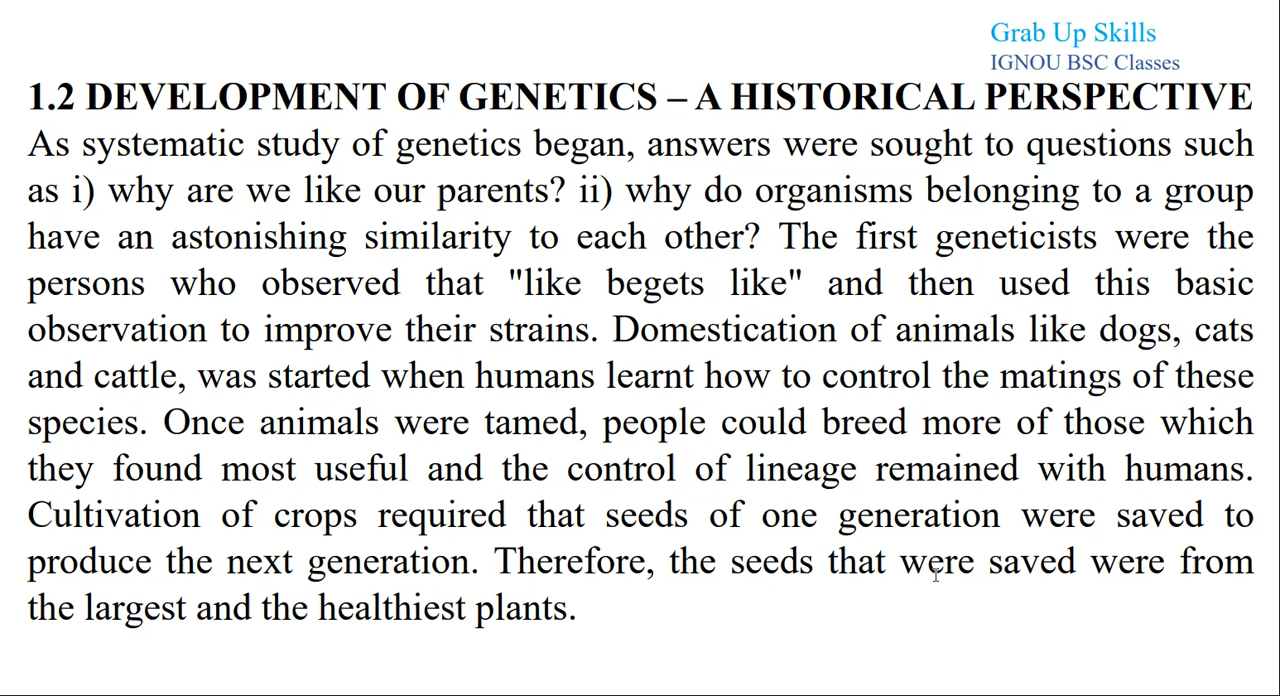 Grab Up Skills
IGNOU BSC Classes
1.2 DEVELOPMENT OF GENETICS – A HISTORICAL PERSPECTIVE
As systematic study of genetics began, answers were sought to questions such
as i) why are we like our parents? ii) why do organisms belonging to a group
have an astonishing similarity to each other? The first geneticists were the
persons who observed that "like begets like" and then used this basic
observation to improve their strains. Domestication of animals like dogs, cats
and cattle, was started when humans learnt how to control the matings of these
species. Once animals were tamed, people could breed more of those which
they found most useful and the control of lineage remained with humans.
Cultivation of crops required that seeds of one generation were saved to
produce the next generation. Therefore, the seeds that were saved were from
the largest and the healthiest plants.